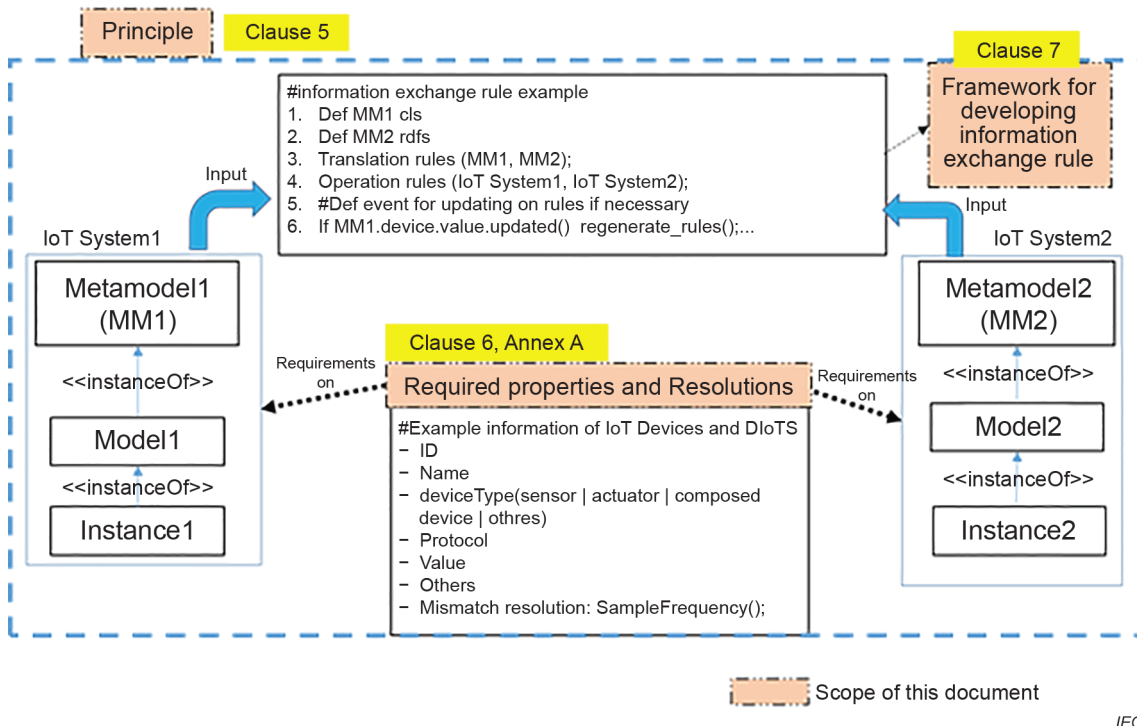 Principle
Clause 5
Clause 7
Framework for
developing
information
exchange rule
#information exchange rule example
1. Def MM1 cls
2. Def MM2 rdfs
3. Translation rules (MM1, MM2);
4. Operation rules (IoT System1, IoT System2);
5. #Def event for updating on rules if necessary
6. If MM1.device.value.updated() regenerate_rules();...
Input
Input
IoT System1
Metamodel1
(MM1)
<<instanceOf>>
Model1
<<instanceOf>>
Instance1
IoT System2
Metamodel2
(MM2)
<<instanceOf>>
Model2
<<instanceOf>>
Instance2
Clause 6, Annex A
Requirements
on
Required properties and Resolutions
Requirements
on
#Example information of IoT Devices and DIoTS
− ID
− Name
− deviceType(sensor | actuator | composed
device | othres)
− Protocol
− Value
− Others
− Mismatch resolution: SampleFrequency();
Scope of this document